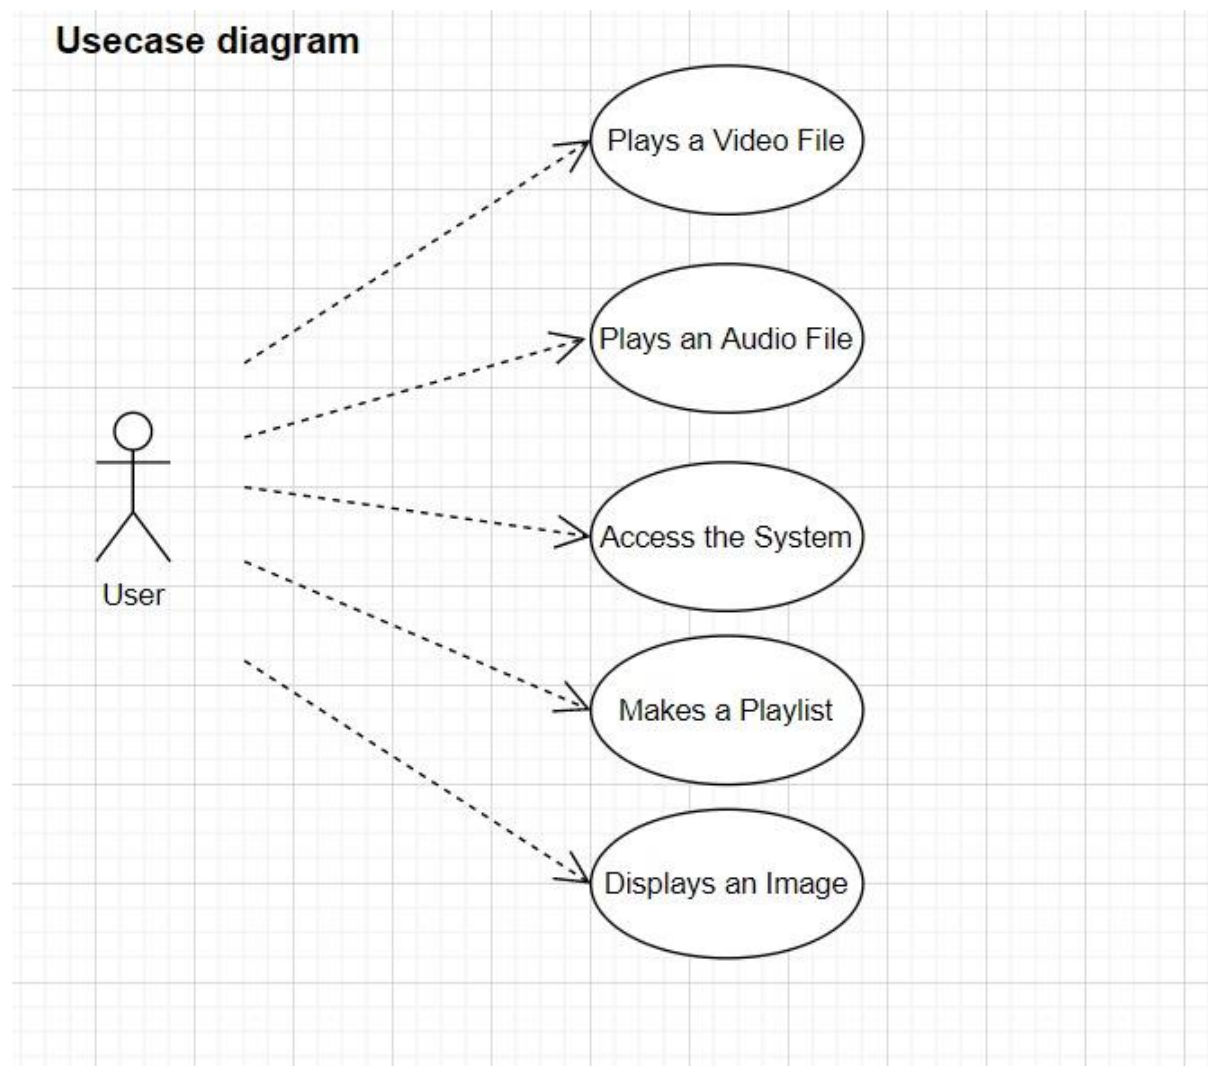 Usecase diagram
Plays a Video File
Plays an Audio File
Access the System
User
Makes a Playlist
Displays an Image